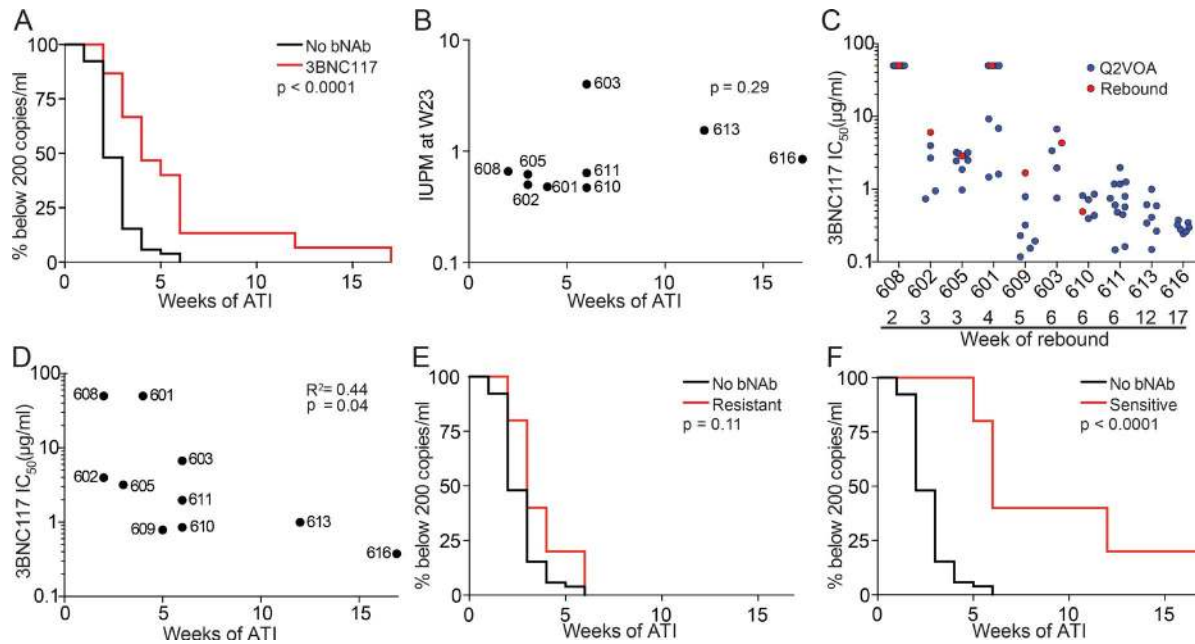 A
100
75
50
25
0
% below 200 copies/ml
0 5 10 15
Weeks of ATI
No bNAb
3BNC117
p < 0.0001
B
10
1
0.1
IUPM at W23
0 5 10 15
Weeks of ATI
p = 0.29
603
613
616
608
605
611
602
601
610
C
100
10
1
0.1
3BNC117 IC50(µg/ml)
Q2VOA
Rebound
608 602 605 601 609 603 610 611 613 616
2 3 3 4 5 6 6 6 12 17
Week of rebound
D
100
10
1
0.1
3BNC117 IC50(µg/ml)
0 5 10 15
Weeks of ATI
R²= 0.44
p = 0.04
608
601
603
602
605
611
609
610
613
616
E
100
75
50
25
0
% below 200 copies/ml
0 5 10 15
Weeks of ATI
No bNAb
Resistant
p = 0.11
F
100
75
50
25
0
% below 200 copies/ml
0 5 10 15
Weeks of ATI
No bNAb
Sensitive
p < 0.0001